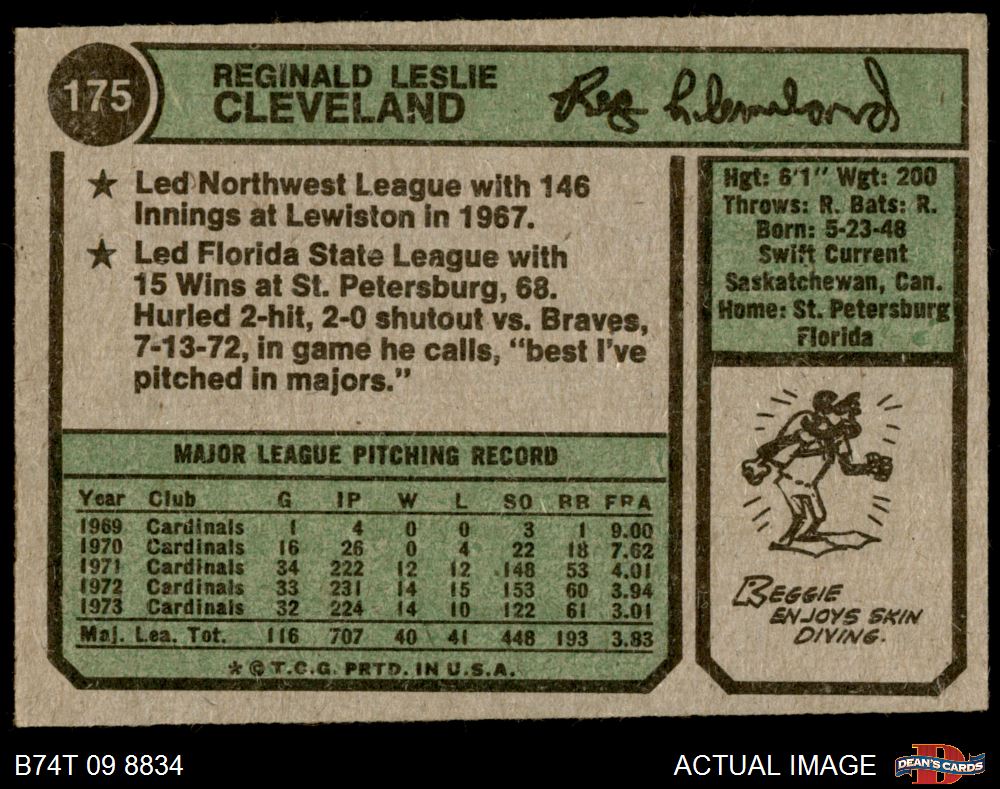 175
REGINALD LESLIE
CLEVELAND
Reg Cleveland
★ Led Northwest League with 146
Innings at Lewiston in 1967.
★ Led Florida State League with
15 Wins at St. Petersburg, 68.
Hurled 2-hit, 2-0 shutout vs. Braves,
7-13-72, in game he calls, "best I've
pitched in majors."
Hgt: 6'1" Wgt: 200
Throws: R. Bats: R.
Born: 5-23-48
Swift Current
Saskatchewan, Can.
Home: St. Petersburg
Florida
MAJOR LEAGUE PITCHING RECORD
Year Club G IP W L SO BB ERA
1969 Cardinals 1 4 0 0 3 1 9.00
1970 Cardinals 16 26 0 4 22 18 7.62
1971 Cardinals 34 222 12 12 148 53 4.01
1972 Cardinals 33 231 14 15 153 60 3.94
1973 Cardinals 32 224 14 10 122 61 3.01
Maj. Lea. Tot. 116 707 40 41 448 193 3.83
* © T.C.G. PRTD. IN U.S.A.
REGGIE
ENJOYS SKIN
DIVING.
B74T 09 8834
ACTUAL IMAGE
DEAN'S CARDS